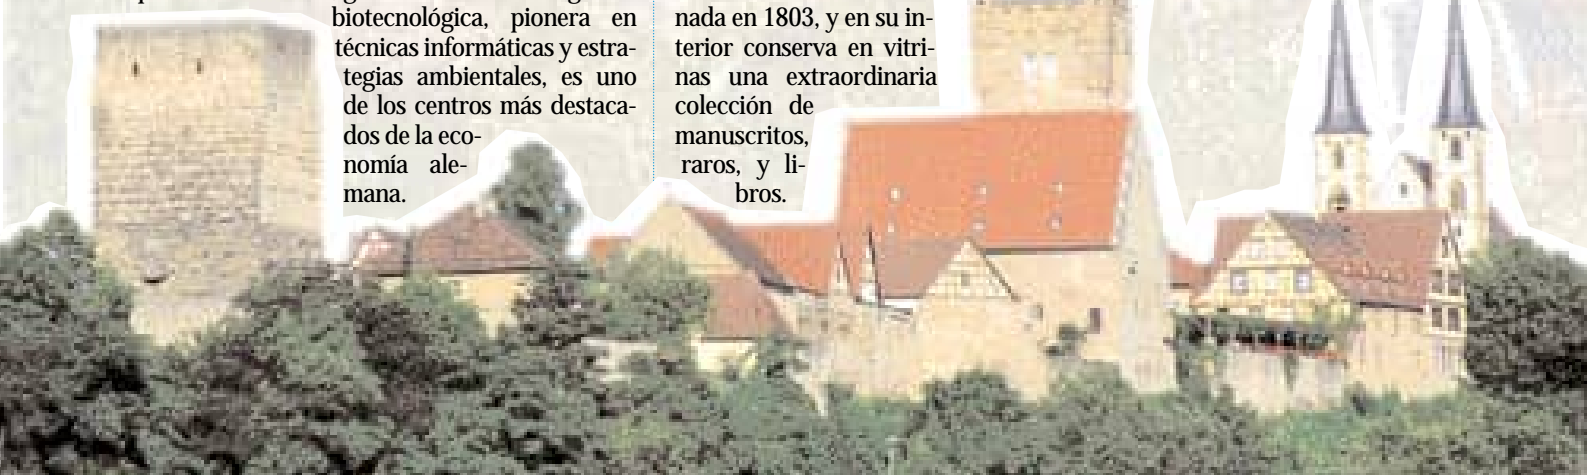 biotecnológica, pionera en
técnicas informáticas y estra-
tegias ambientales, es uno
de los centros más destaca-
dos de la eco-
nomía ale-
mana.
nada en 1803, y en su in-
terior conserva en vitri-
nas una extraordinaria
colección de
manuscritos,
raros, y li-
bros.